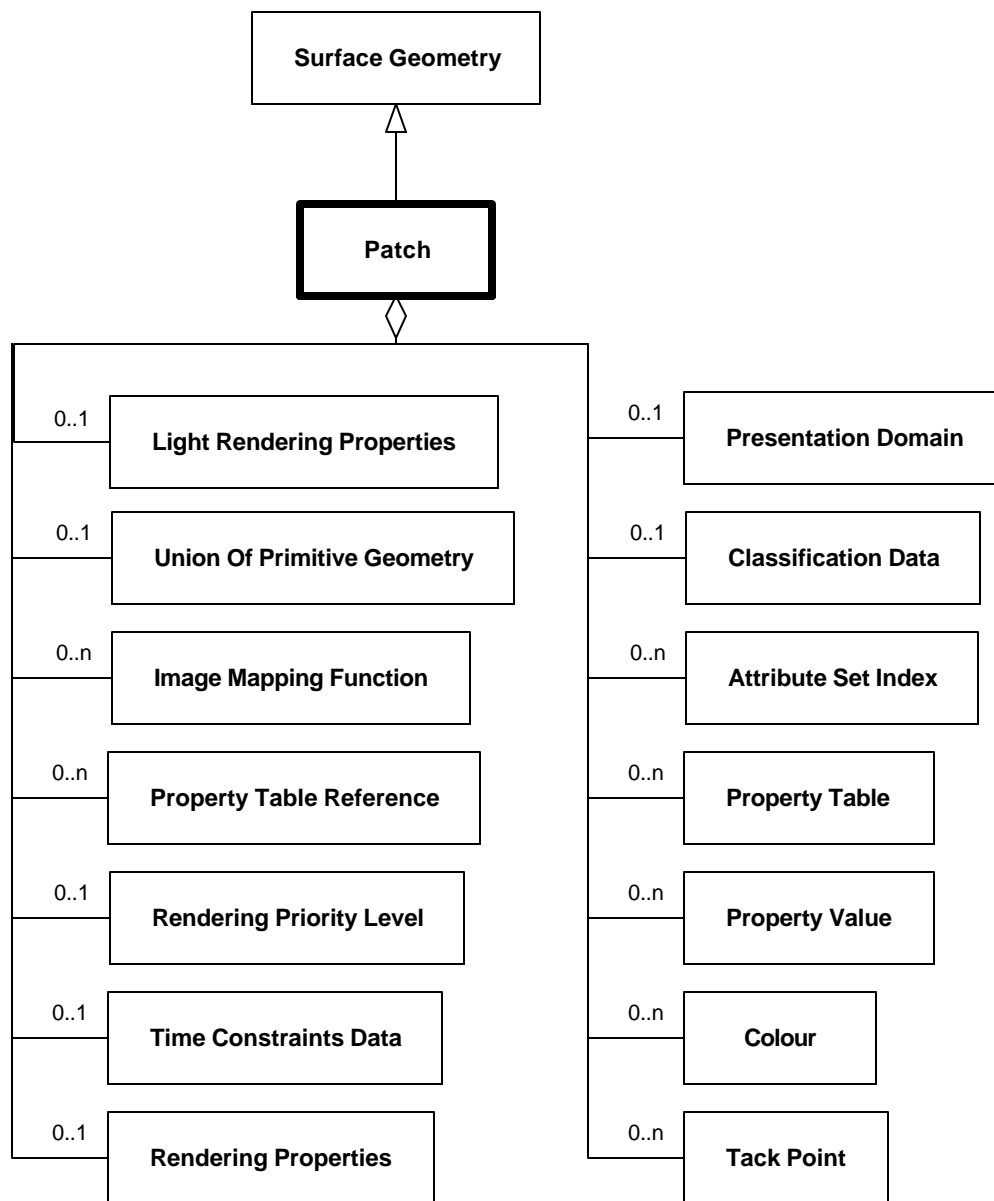 Surface Geometry
Patch
0..1
Light Rendering Properties
0..1
Union Of Primitive Geometry
0..n
Image Mapping Function
0..n
Property Table Reference
0..1
Rendering Priority Level
0..1
Time Constraints Data
0..1
Rendering Properties
0..1
Presentation Domain
0..1
Classification Data
0..n
Attribute Set Index
0..n
Property Table
0..n
Property Value
0..n
Colour
0..n
Tack Point